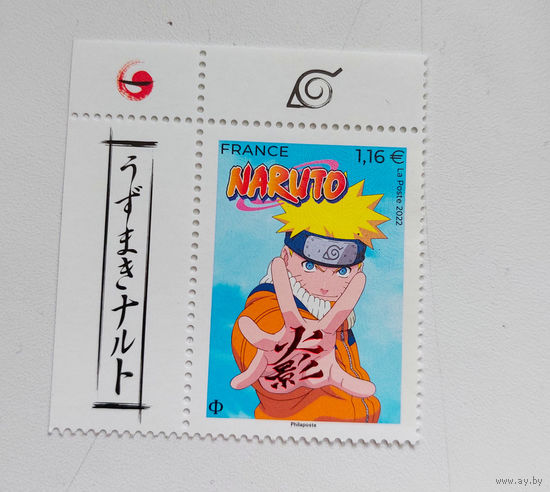 FRANCE 1,16 €
NARUTO
La Poste 2022
うずまきナルト
火影
Philaposte
www.ay.by